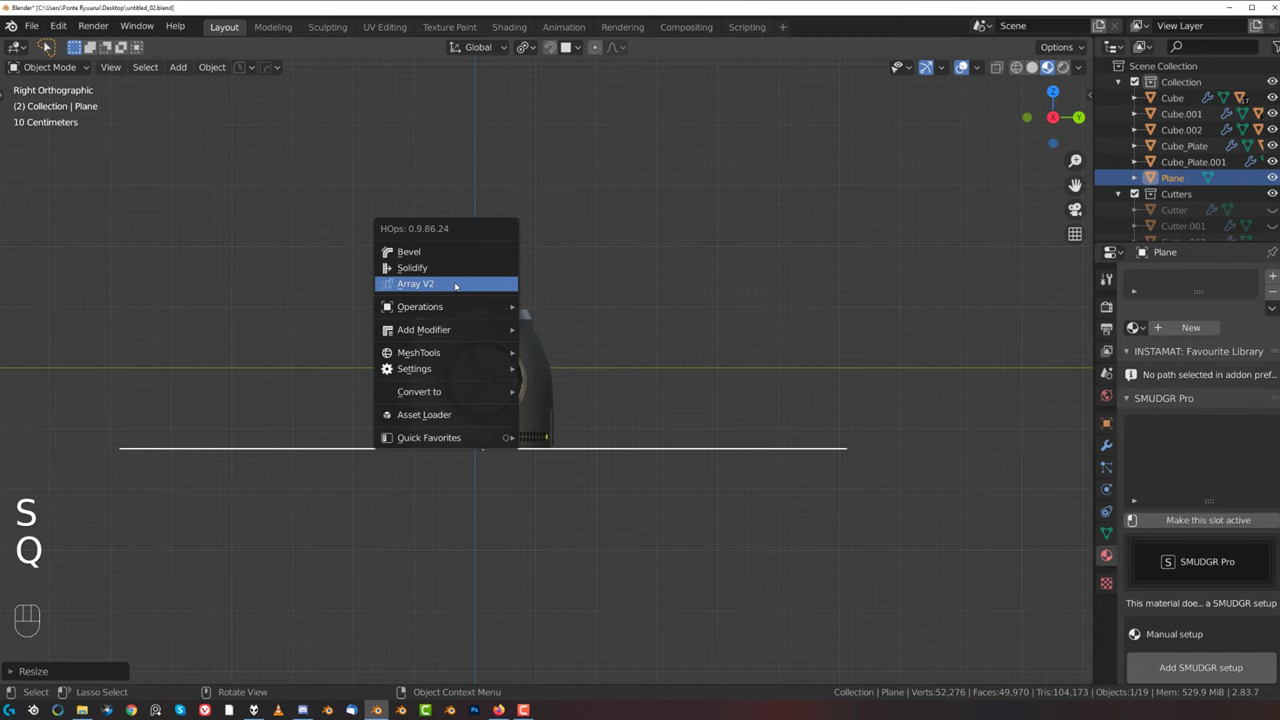 Blender* [C:\Users\Ponte Ryuurui\Desktop\untitled_02.blend]
File Edit Render Window Help Layout Modeling Sculpting UV Editing Texture Paint Shading Animation Rendering Compositing Scripting + Scene View Layer
Global Options
Object Mode View Select Add Object
Right Orthographic
(2) Collection | Plane
10 Centimeters
Z
X
Y
Scene Collection
Collection
Cube 17
Cube.001
Cube.002
Cube_Plate
Cube_Plate.001
Plane
Cutters
Cutter
Cutter.001
Plane
New
INSTAMAT: Favourite Library
No path selected in addon pref...
SMUDGR Pro
Make this slot active
S SMUDGR Pro
This material doe... a SMUDGR setup
Manual setup
Add SMUDGR setup
HOps: 0.9.86.24
Bevel
Solidify
Array V2
Operations
Add Modifier
MeshTools
Settings
Convert to
Asset Loader
Quick Favorites Q
S
Q
Resize
Select Lasso Select Rotate View Object Context Menu
Collection | Plane | Verts:52,276 | Faces:49,970 | Tris:104,173 | Objects:1/19 | Mem: 529.9 MiB | 2.83.7